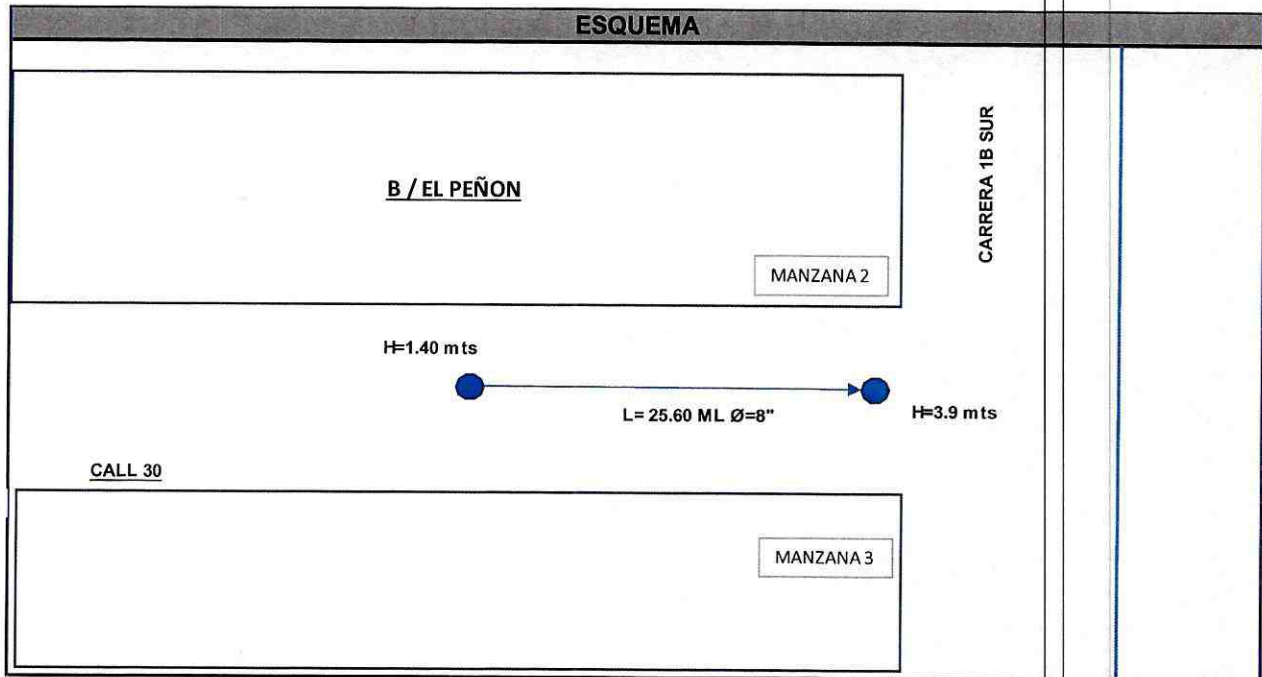 ESQUEMA
CARRERA 1B SUR
B / EL PEÑON
MANZANA 2
H=1.40 mts
L= 25.60 ML Ø=8"
H=3.9 mts
CALL 30
MANZANA 3